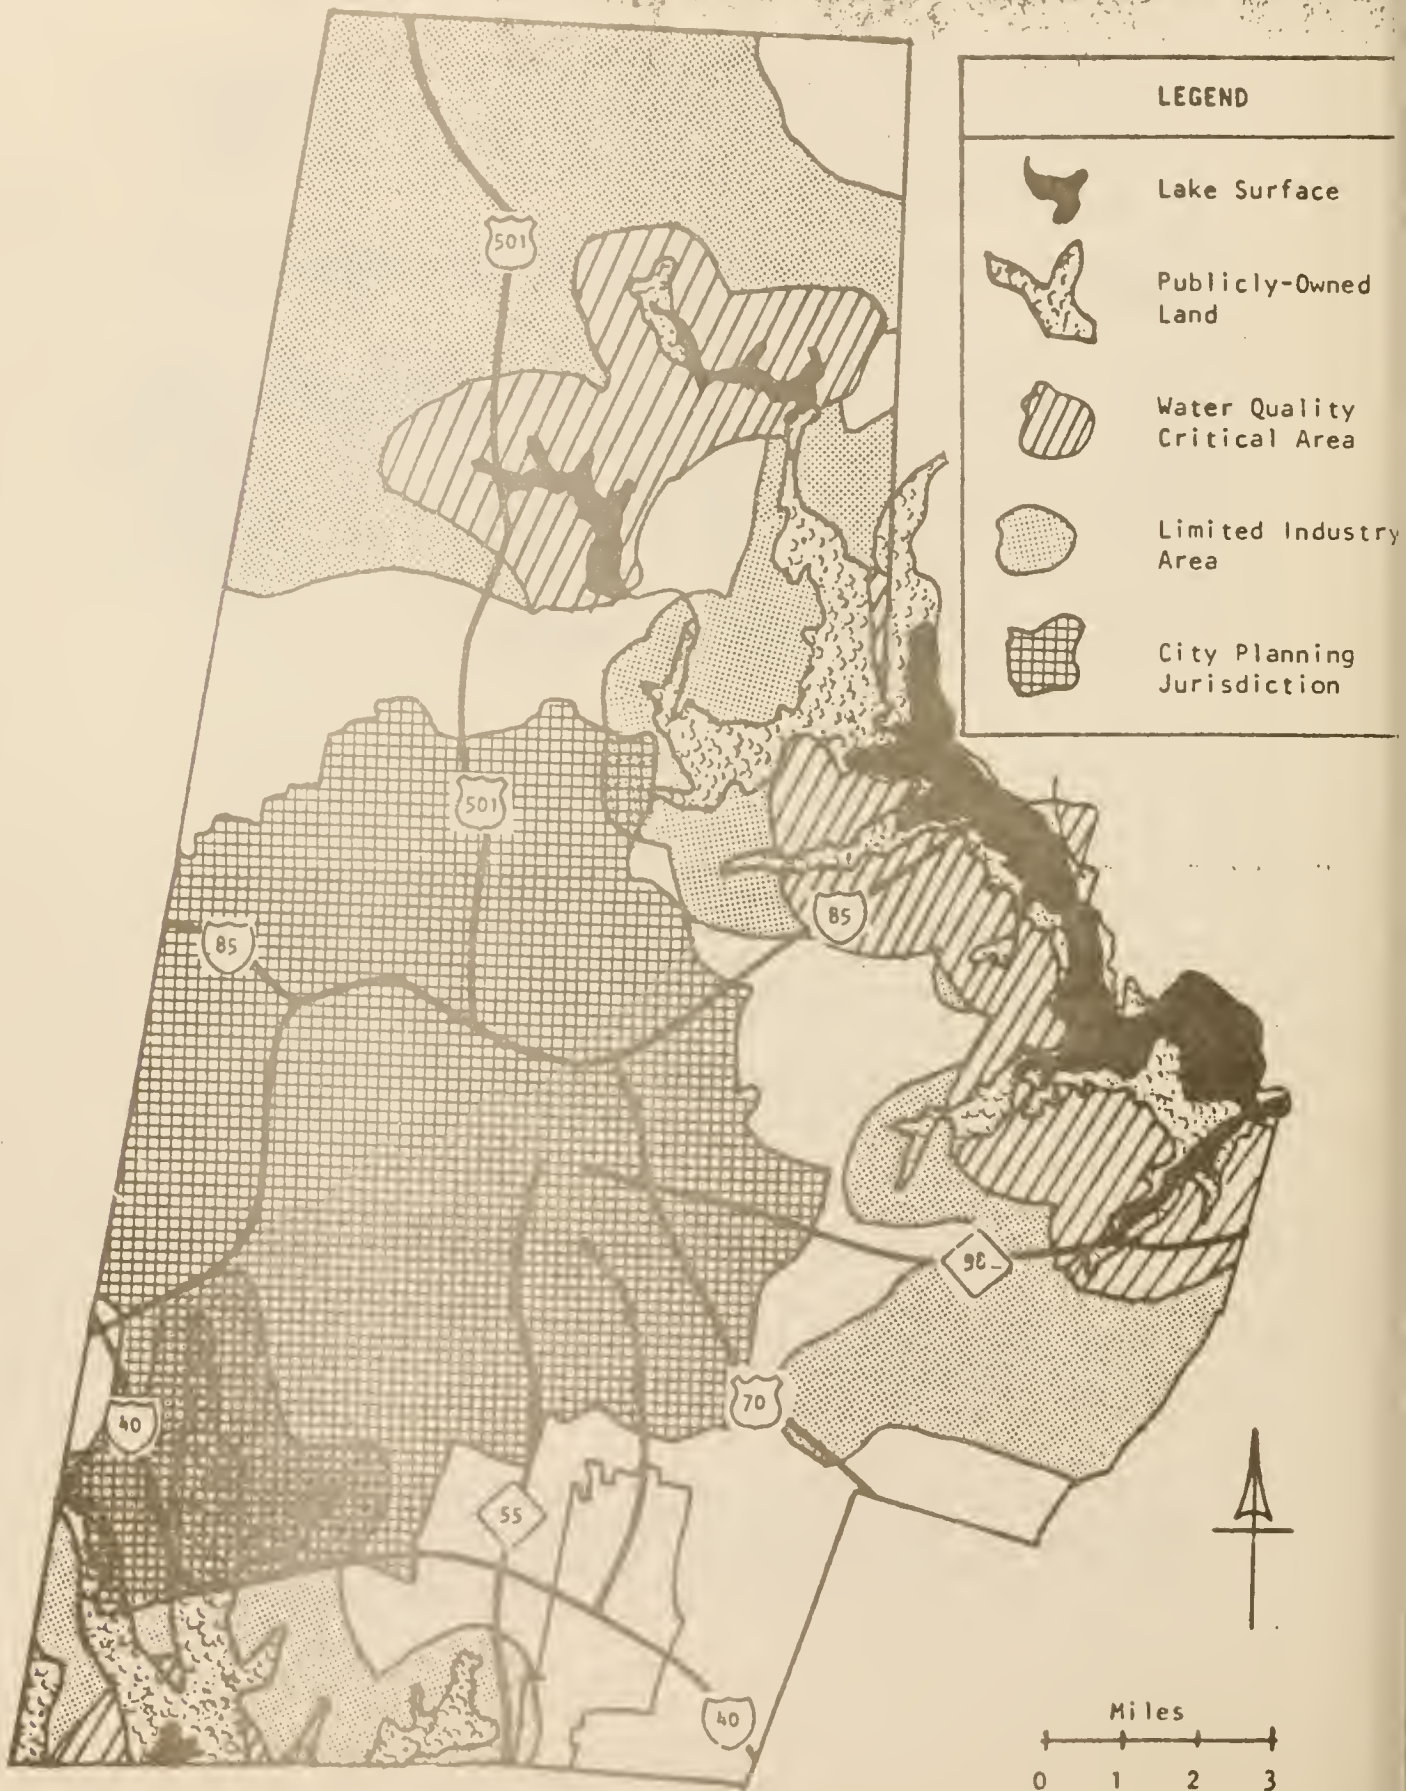 LEGEND
Lake Surface
Publicly-Owned
Land
Water Quality
Critical Area
Limited Industry
Area
City Planning
Jurisdiction
501
501
85
85
98
70
40
55
40
Miles
0 1 2 3